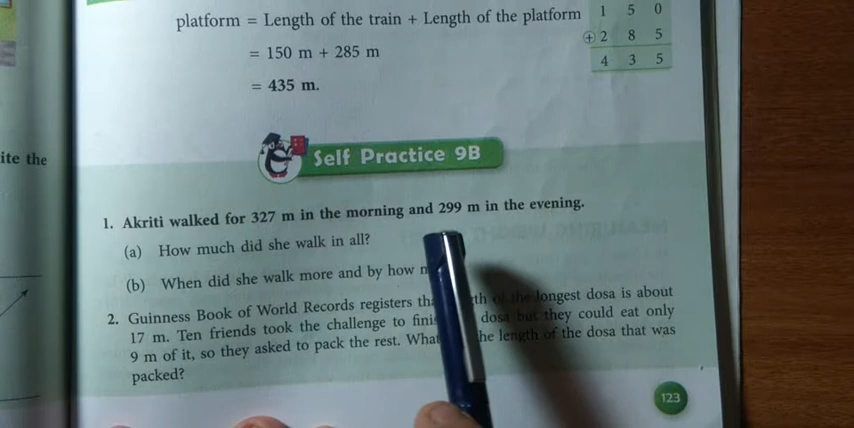 platform = Length of the train + Length of the platform
= 150 m + 285 m
= 435 m.
1 5 0
+ 2 8 5
4 3 5
ite the
Self Practice 9B
1. Akriti walked for 327 m in the morning and 299 m in the evening.
(a) How much did she walk in all?
(b) When did she walk more and by how
2. Guinness Book of World Records registers the longest dosa is about
17 m. Ten friends took the challenge to dosa but they could eat only
9 m of it, so they asked to pack the rest. the length of the dosa that was
packed?
123